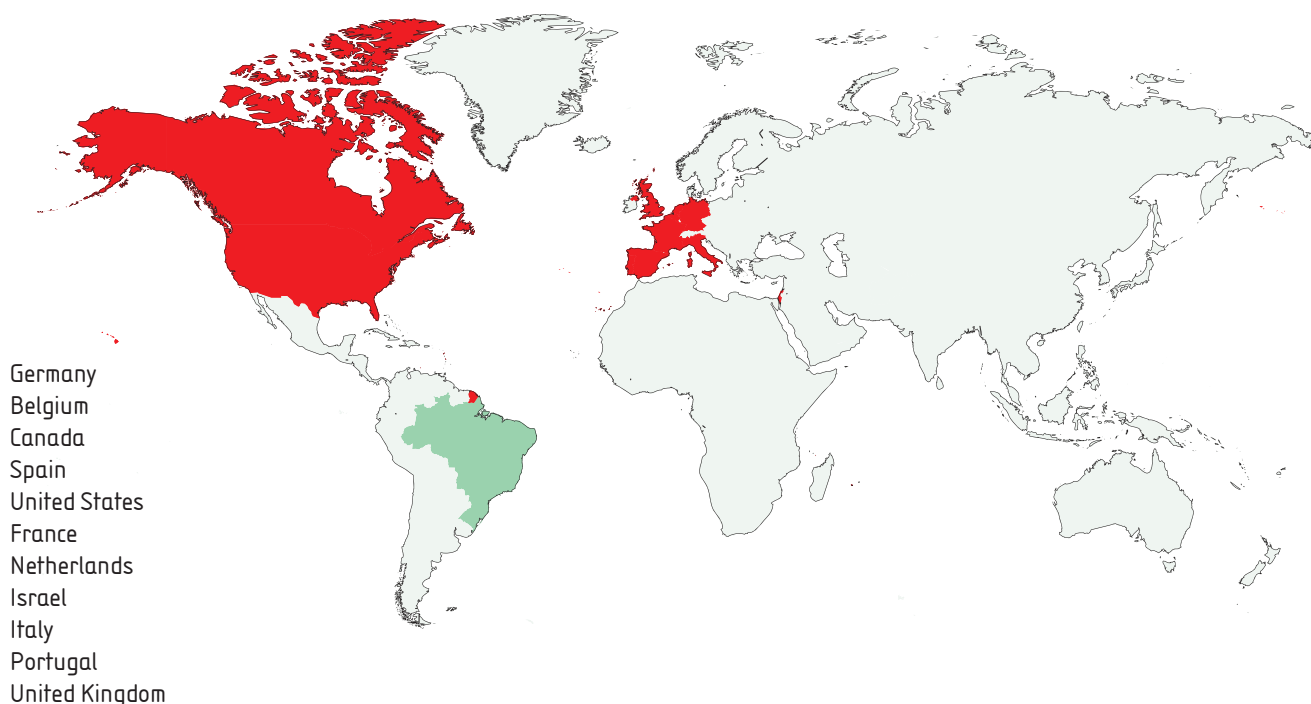 Germany
Belgium
Canada
Spain
United States
France
Netherlands
Israel
Italy
Portugal
United Kingdom